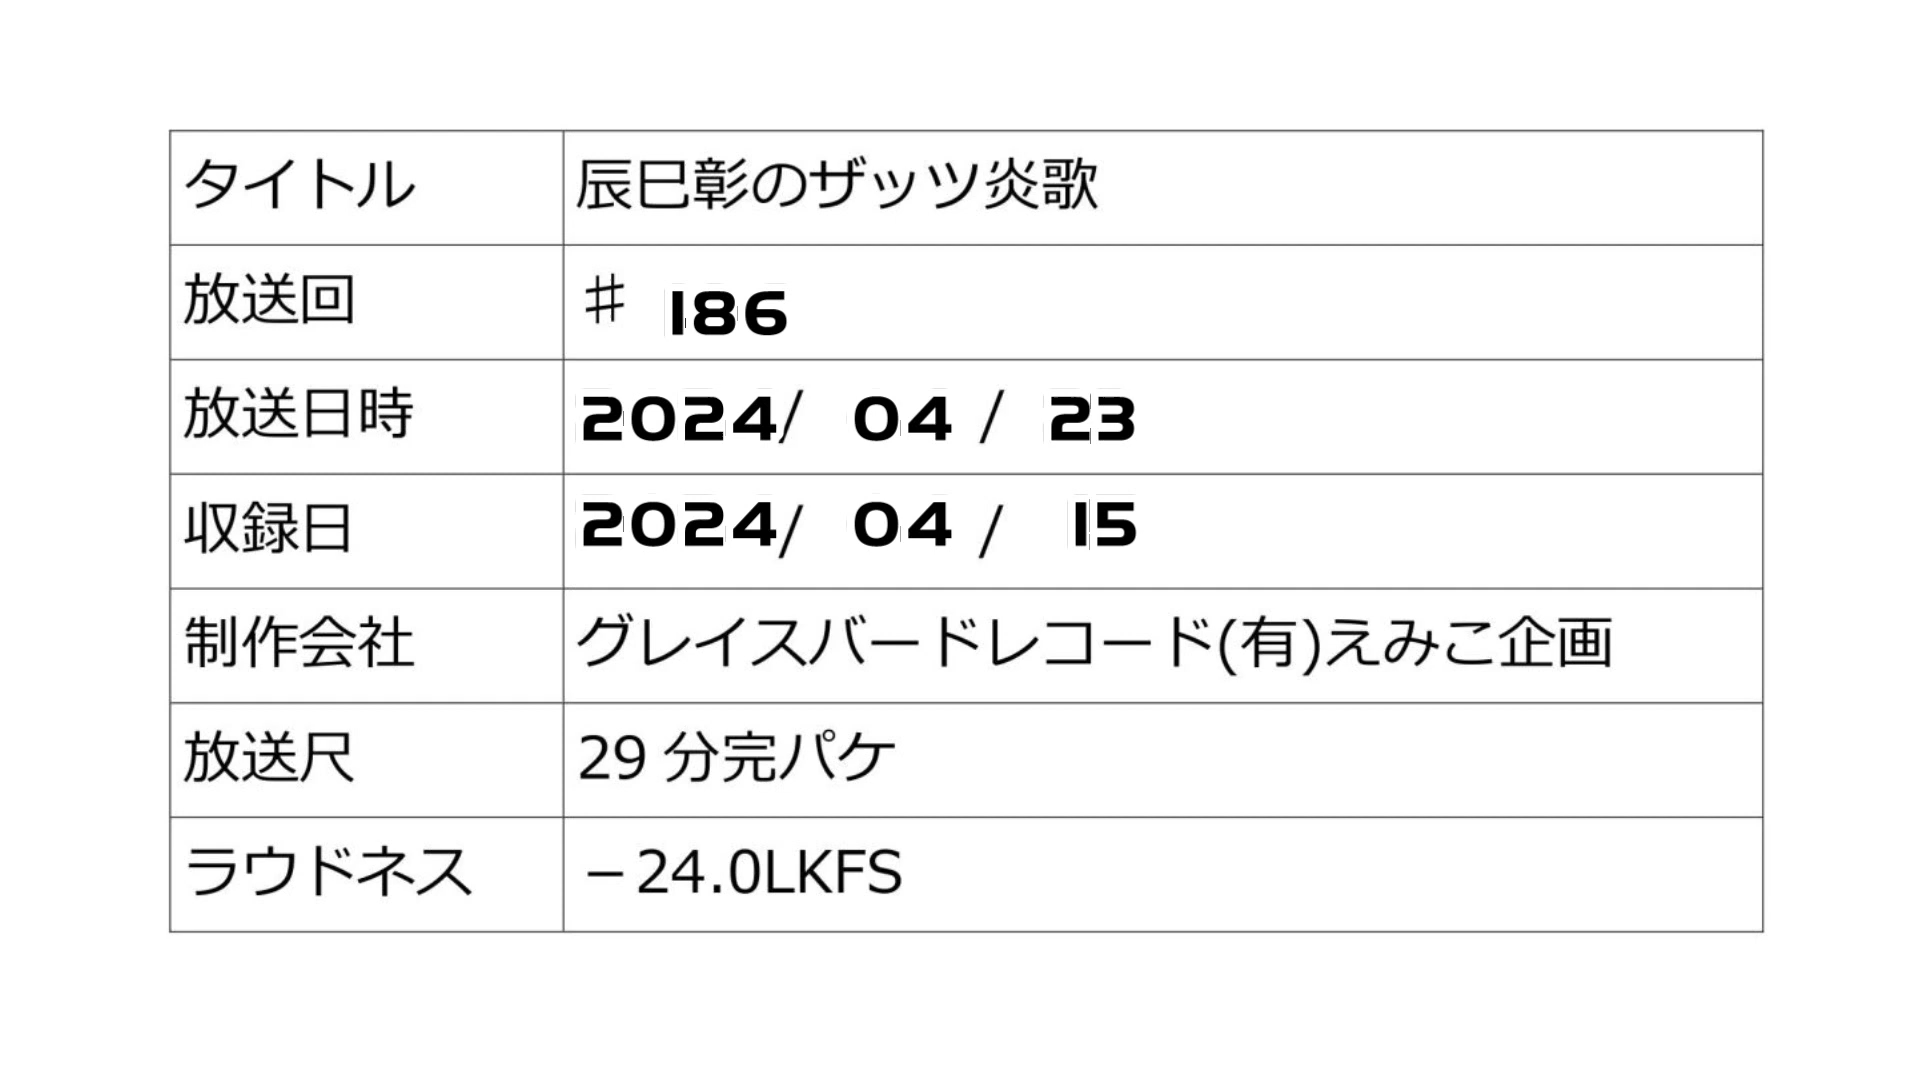 タイトル 辰巳彰のザッツ炎歌
放送回 ♯ 186
放送日時 2024/ 04 / 23
収録日 2024/ 04 / 15
制作会社 グレイスバードレコード(有)えみこ企画
放送尺 29 分完パケ
ラウドネス －24.0LKFS